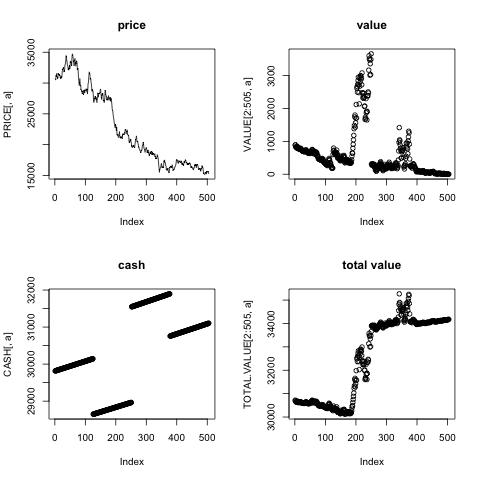 price
PRICE[, a]
15000 25000 35000
0 100 200 300 400 500
Index
value
VALUE[2:505, a]
0 1000 2000 3000
0 100 200 300 400 500
Index
cash
CASH[, a]
29000 30000 31000 32000
0 100 200 300 400 500
Index
total value
TOTAL.VALUE[2:505, a]
30000 32000 34000
0 100 200 300 400 500
Index